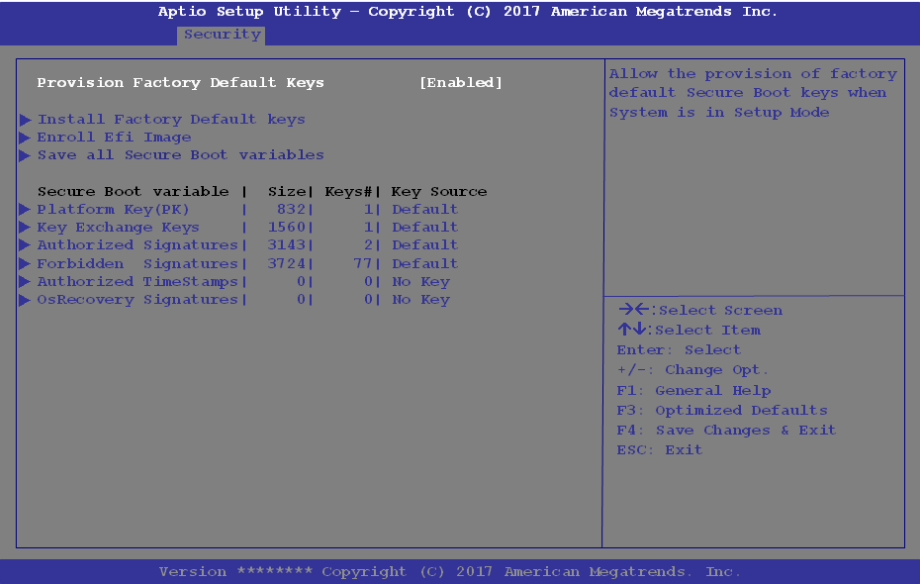 Aptio Setup Utility – Copyright (C) 2017 American Megatrends Inc.
Security
Provision Factory Default Keys [Enabled]
▶ Install Factory Default keys
▶ Enroll Efi Image
▶ Save all Secure Boot variables
Secure Boot variable | Size| Keys#| Key Source
▶ Platform Key(PK) | 832| 1| Default
▶ Key Exchange Keys | 1560| 1| Default
▶ Authorized Signatures| 3143| 2| Default
▶ Forbidden Signatures| 3724| 77| Default
▶ Authorized TimeStamps| 0| 0| No Key
▶ OsRecovery Signatures| 0| 0| No Key
Allow the provision of factory
default Secure Boot keys when
System is in Setup Mode
→←:Select Screen
↑↓:Select Item
Enter: Select
+/-: Change Opt.
F1: General Help
F3: Optimized Defaults
F4: Save Changes & Exit
ESC: Exit
Version ******** Copyright (C) 2017 American Megatrends. Inc.